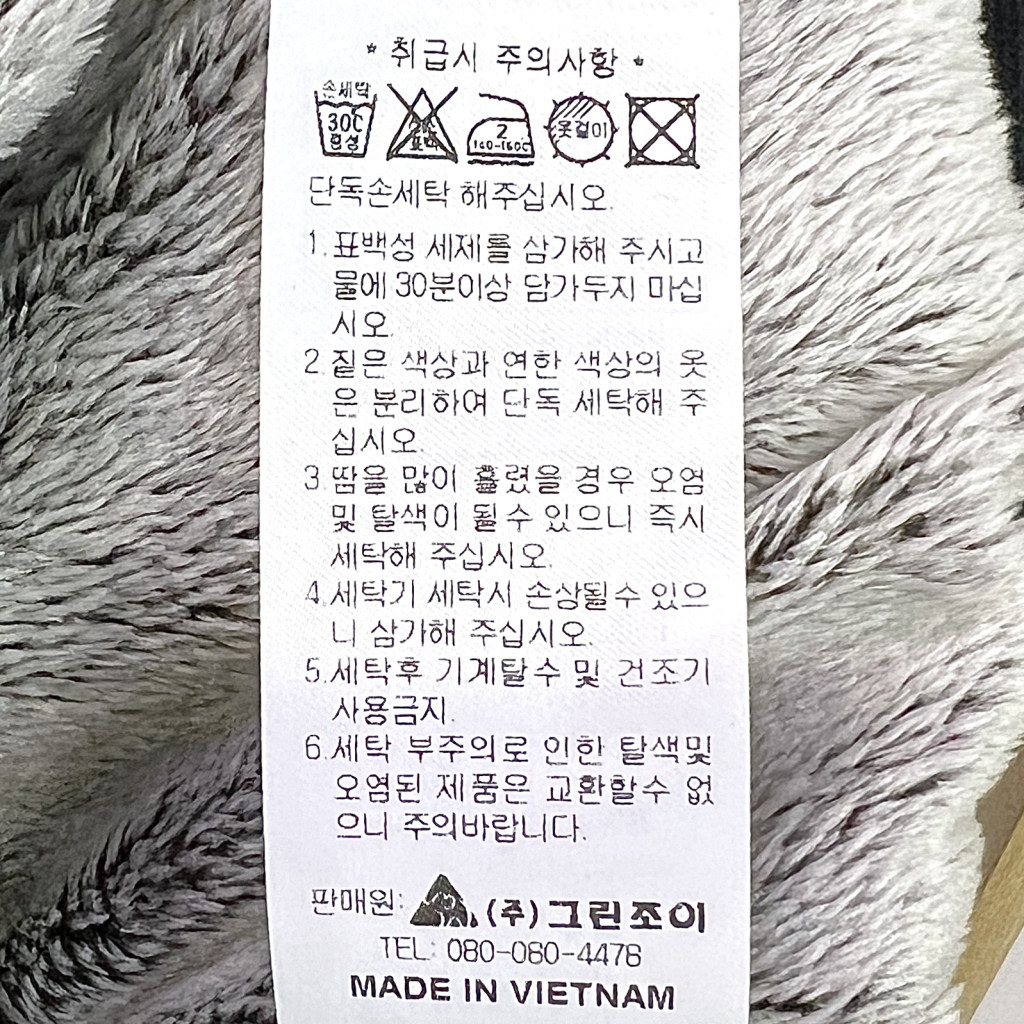 * 취급시 주의사항 *
손세탁
30℃
중성
표백
2
140-160℃
옷걸이
단독손세탁 해주십시오.
1. 표백성 세제를 삼가해 주시고
물에 30분이상 담가두지 마십
시오.
2. 짙은 색상과 연한 색상의 옷
은 분리하여 단독 세탁해 주
십시오.
3. 땀을 많이 흘렸을 경우 오염
및 탈색이 될수 있으니 즉시
세탁해 주십시오.
4. 세탁기 세탁시 손상될수 있으
니 삼가해 주십시오.
5. 세탁후 기계탈수 및 건조기
사용금지.
6. 세탁 부주의로 인한 탈색및
오염된 제품은 교환할수 없
으니 주의바랍니다.
판매원: (주)그린조이
TEL: 080-080-4478
MADE IN VIETNAM